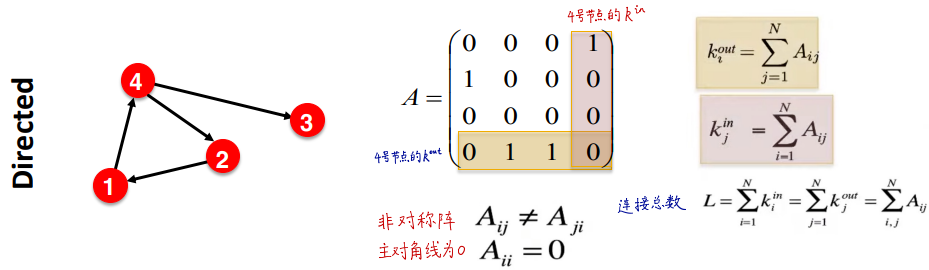 Directed
4
3
2
1
4号节点的 k^{in}
A = \begin{pmatrix} 0 & 0 & 0 & 1 \\ 1 & 0 & 0 & 0 \\ 0 & 0 & 0 & 0 \\ 0 & 1 & 1 & 0 \end{pmatrix}
4号节点的 k^{out}
非对称阵 A_{ij} ≠ A_{ji}
主对角线为0 A_{ii} = 0
k_i^{out} = \sum_{j=1}^{N} A_{ij}
k_j^{in} = \sum_{i=1}^{N} A_{ij}
连接总数 L = \sum_{i=1}^{N} k_i^{in} = \sum_{j=1}^{N} k_j^{out} = \sum_{i,j}^{N} A_{ij}